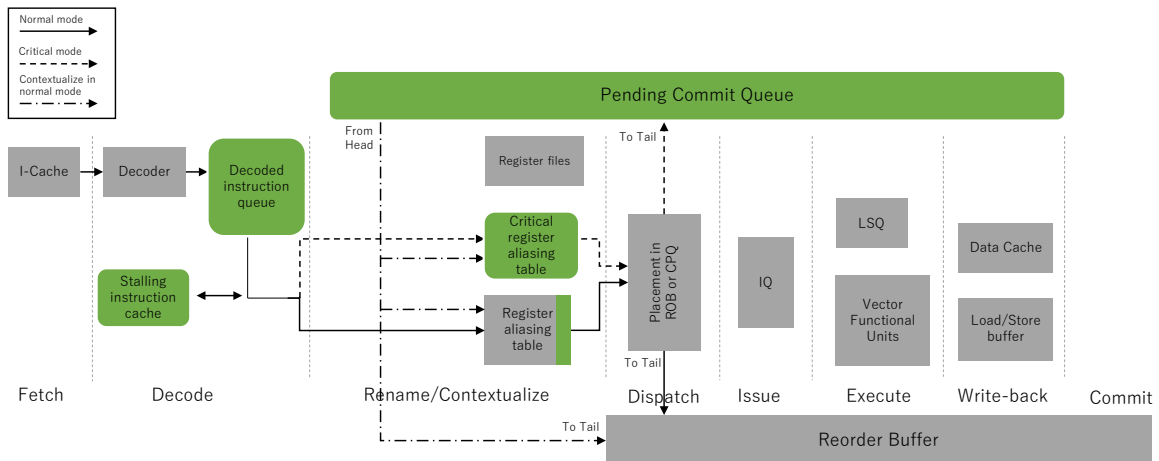 Normal mode
Critical mode
Contextualize in
normal mode
Pending Commit Queue
From
Head
To Tail
I-Cache
Decoder
Decoded
instruction
queue
Register files
Critical
register
aliasing
table
Stalling
instruction
cache
Register
aliasing
table
Placement in
ROB or CPQ
IQ
LSQ
Vector
Functional
Units
Data Cache
Load/Store
buffer
To Tail
Fetch
Decode
Rename/Contextualize
Dispatch
Issue
Execute
Write-back
Commit
To Tail
Reorder Buffer